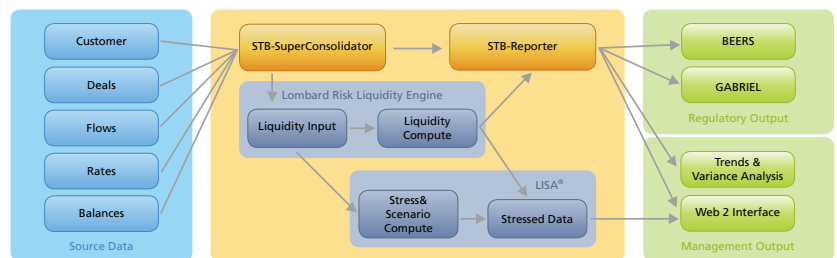 Customer
Deals
Flows
Rates
Balances
Source Data
STB-SuperConsolidator
STB-Reporter
Lombard Risk Liquidity Engine
Liquidity Input
Liquidity
Compute
LISA®
Stress&
Scenario
Compute
Stressed Data
BEERS
GABRIEL
Regulatory Output
Trends &
Variance Analysis
Web 2 Interface
Management Output